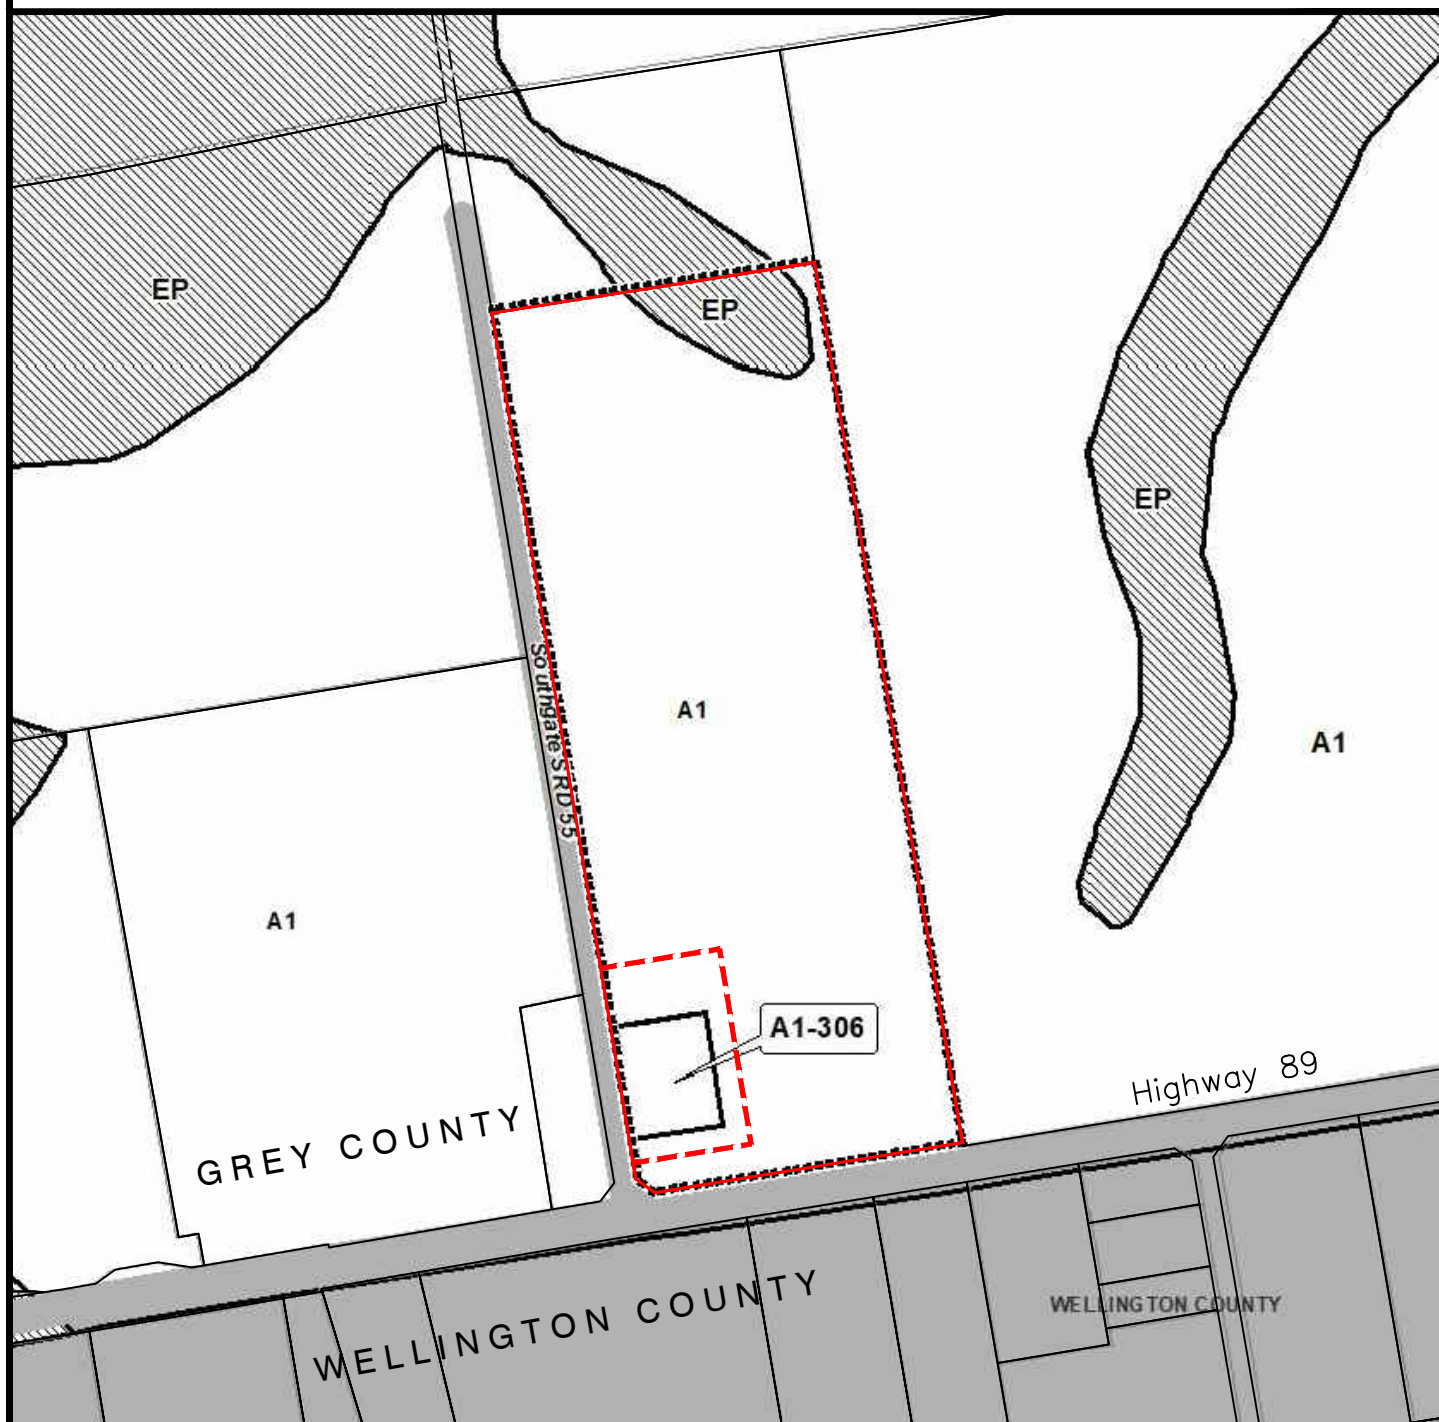 EP
EP
EP
Southgate SRD 55
A1
A1
A1
A1-306
Highway 89
GREY COUNTY
WELLINGTON COUNTY
WELLINGTON COUNTY